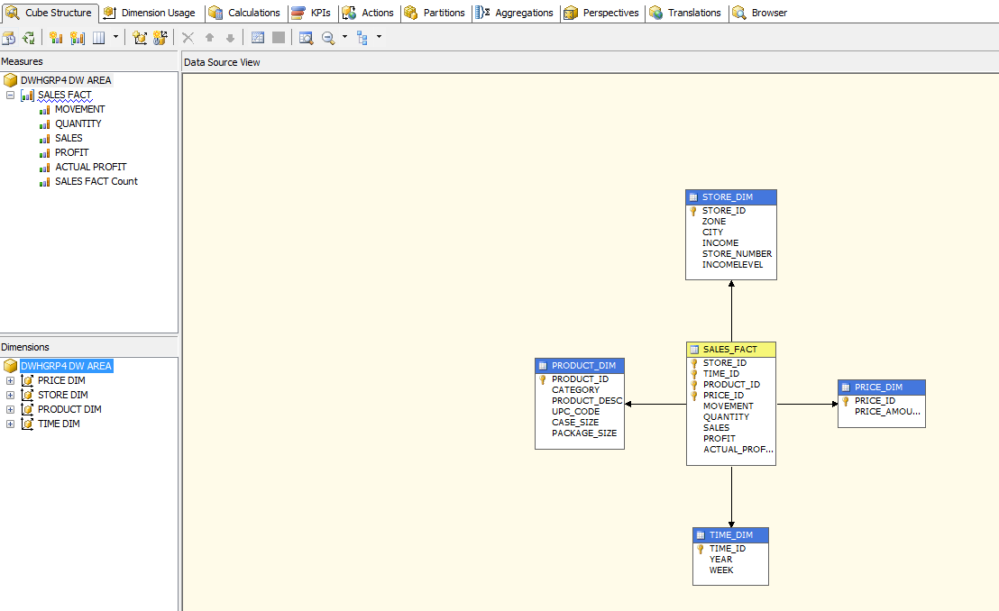 Cube Structure Dimension Usage Calculations KPIs Actions Partitions Aggregations Perspectives Translations Browser
Measures
DWHGRP4 DW AREA
SALES FACT
MOVEMENT
QUANTITY
SALES
PROFIT
ACTUAL PROFIT
SALES FACT Count
Dimensions
DWHGRP4 DW AREA
PRICE DIM
STORE DIM
PRODUCT DIM
TIME DIM
Data Source View
STORE_DIM
STORE_ID
ZONE
CITY
INCOME
STORE_NUMBER
INCOMELEVEL
PRODUCT_DIM
PRODUCT_ID
CATEGORY
PRODUCT_DESC
UPC_CODE
CASE_SIZE
PACKAGE_SIZE
SALES_FACT
STORE_ID
TIME_ID
PRODUCT_ID
PRICE_ID
MOVEMENT
QUANTITY
SALES
PROFIT
ACTUAL_PROF...
PRICE_DIM
PRICE_ID
PRICE_AMOU...
TIME_DIM
TIME_ID
YEAR
WEEK